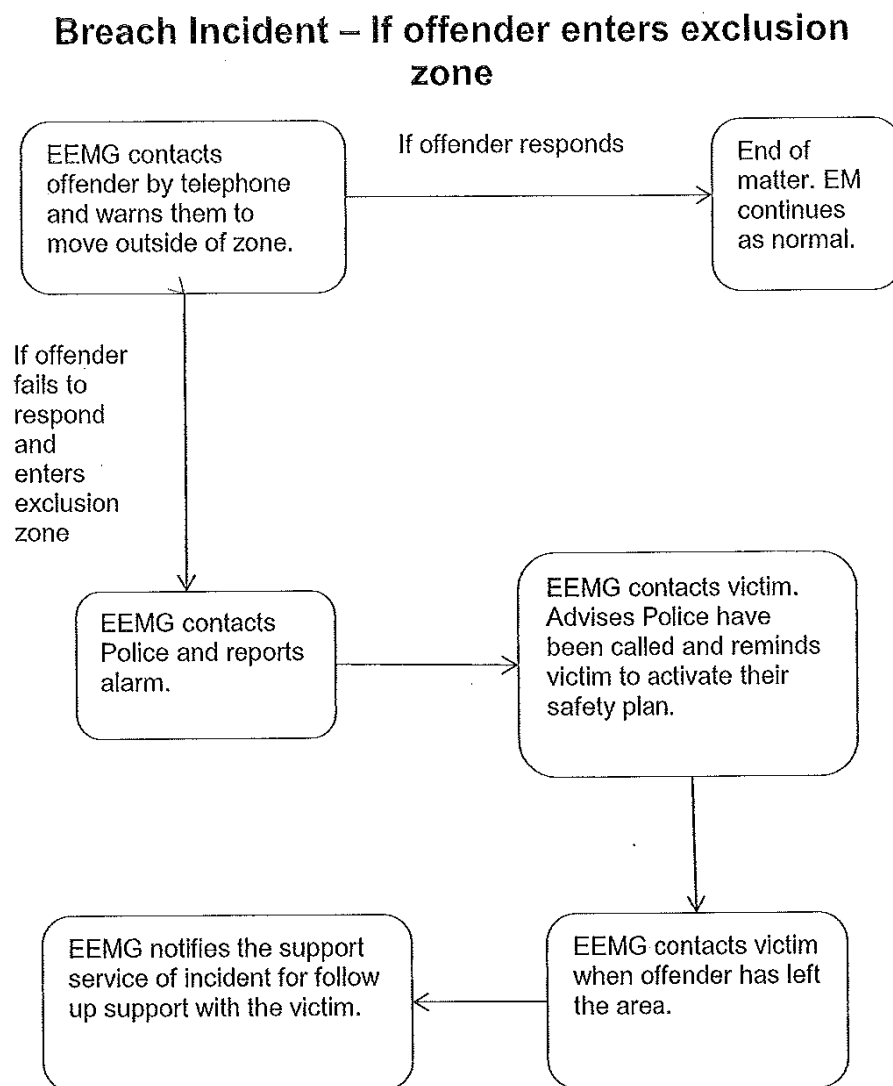 Breach Incident – If offender enters exclusion
zone
EEMG contacts
offender by telephone
and warns them to
move outside of zone.
If offender responds
End of
matter. EM
continues
as normal.
If offender
fails to
respond
and
enters
exclusion
zone
EEMG contacts
Police and reports
alarm.
EEMG contacts victim.
Advises Police have
been called and reminds
victim to activate their
safety plan.
EEMG contacts victim
when offender has left
the area.
EEMG notifies the support
service of incident for follow
up support with the victim.